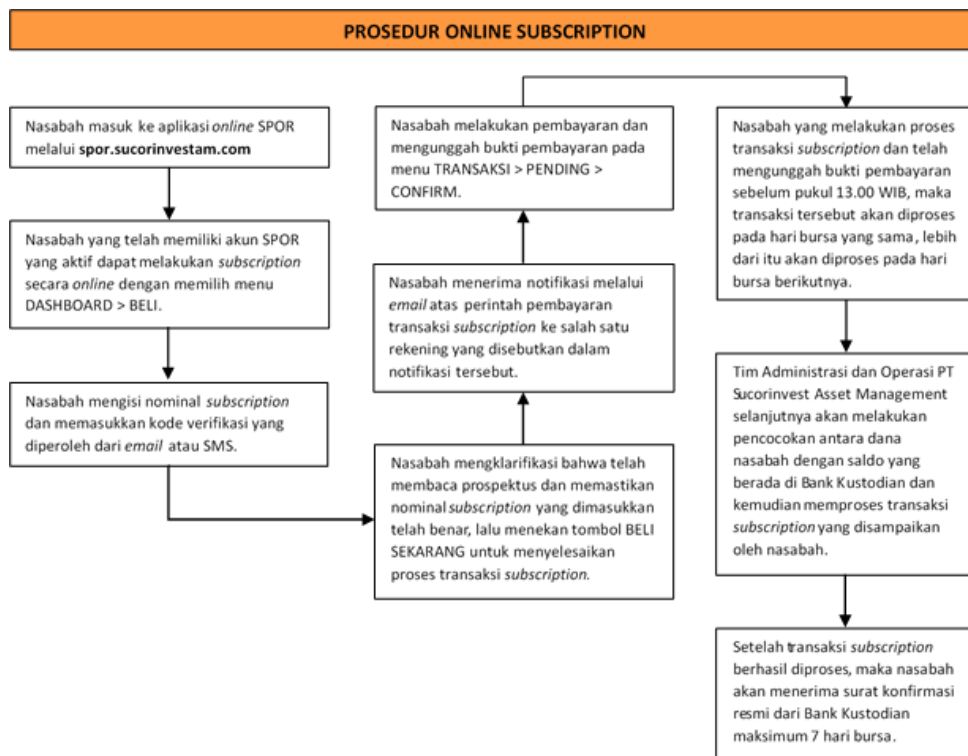 PROSEDUR ONLINE SUBSCRIPTION
Nasabah masuk ke aplikasi online SPOR
melalui spor.sucorinvestam.com
Nasabah yang telah memiliki akun SPOR
yang aktif dapat melakukan subscription
secara online dengan memilih menu
DASHBOARD > BELI.
Nasabah mengisi nominal subscription
dan memasukkan kode verifikasi yang
diperoleh dari email atau SMS.
Nasabah mengklarifikasi bahwa telah
membaca prospektus dan memastikan
nominal subscription yang dimasukkan
telah benar, lalu menekan tombol BELI
SEKARANG untuk menyelesaikan
proses transaksi subscription.
Nasabah menerima notifikasi melalui
email atas perintah pembayaran
transaksi subscription ke salah satu
rekening yang disebutkan dalam
notifikasi tersebut.
Nasabah melakukan pembayaran dan
mengunggah bukti pembayaran pada
menu TRANSAKSI > PENDING >
CONFIRM.
Nasabah yang melakukan proses
transaksi subscription dan telah
mengunggah bukti pembayaran
sebelum pukul 13.00 WIB, maka
transaksi tersebut akan diproses
pada hari bursa yang sama, lebih
dari itu akan diproses pada hari
bursa berikutnya.
Tim Administrasi dan Operasi PT
Sucorinvest Asset Management
selanjutnya akan melakukan
pencocokan antara dana
nasabah dengan saldo yang
berada di Bank Kustodian dan
kemudian memproses transaksi
subscription yang disampaikan
oleh nasabah.
Setelah transaksi subscription
berhasil diproses, maka nasabah
akan menerima surat konfirmasi
resmi dari Bank Kustodian
maksimum 7 hari bursa.